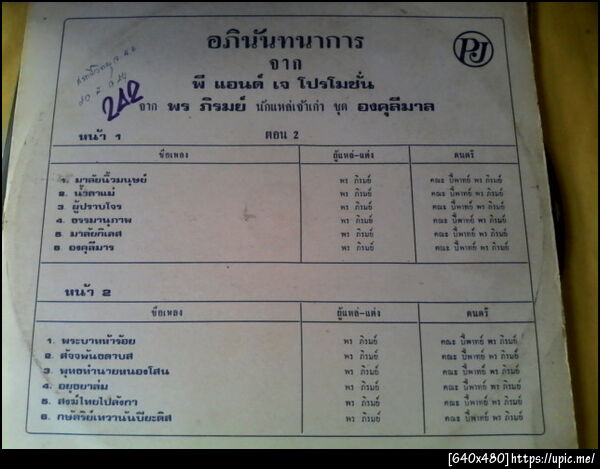 อภินันทนาการ
จาก
พี แอนด์ เจ โปรโมชั่น
PJ
242
จาก พร ภิรมย์ นักแหล่เจ้าเก่า ชุด องคุลีมาล
หน้า 1 ตอน 2
ชื่อเพลง ผู้แหล่-แต่ง ดนตรี
1. มาลัยนิ้วมนุษย์ พร ภิรมย์ คณะ ปี่พาทย์ พร ภิรมย์
2. น้ำตาแม่ พร ภิรมย์ คณะ ปี่พาทย์ พร ภิรมย์
3. ผู้ปราบโจร พร ภิรมย์ คณะ ปี่พาทย์ พร ภิรมย์
4. ธรรมานุภาพ พร ภิรมย์ คณะ ปี่พาทย์ พร ภิรมย์
5. มาลัยกิเลส พร ภิรมย์ คณะ ปี่พาทย์ พร ภิรมย์
6. องคุลีมาร พร ภิรมย์ คณะ ปี่พาทย์ พร ภิรมย์
หน้า 2
ชื่อเพลง ผู้แหล่-แต่ง ดนตรี
1. พระบาทห้าร้อย พร ภิรมย์ คณะ ปี่พาทย์ พร ภิรมย์
2. สัจจพันธดาบส พร ภิรมย์ คณะ ปี่พาทย์ พร ภิรมย์
3. พุทธทำนายหนองโสน พร ภิรมย์ คณะ ปี่พาทย์ พร ภิรมย์
4. อยุธยาล่ม พร ภิรมย์ คณะ ปี่พาทย์ พร ภิรมย์
5. สงฆ์ไทยไปลังกา พร ภิรมย์ คณะ ปี่พาทย์ พร ภิรมย์
6. กษัตริย์เทวานันปิยะดิส พร ภิรมย์ คณะ ปี่พาทย์ พร ภิรมย์
[640x480]https://upic.me/